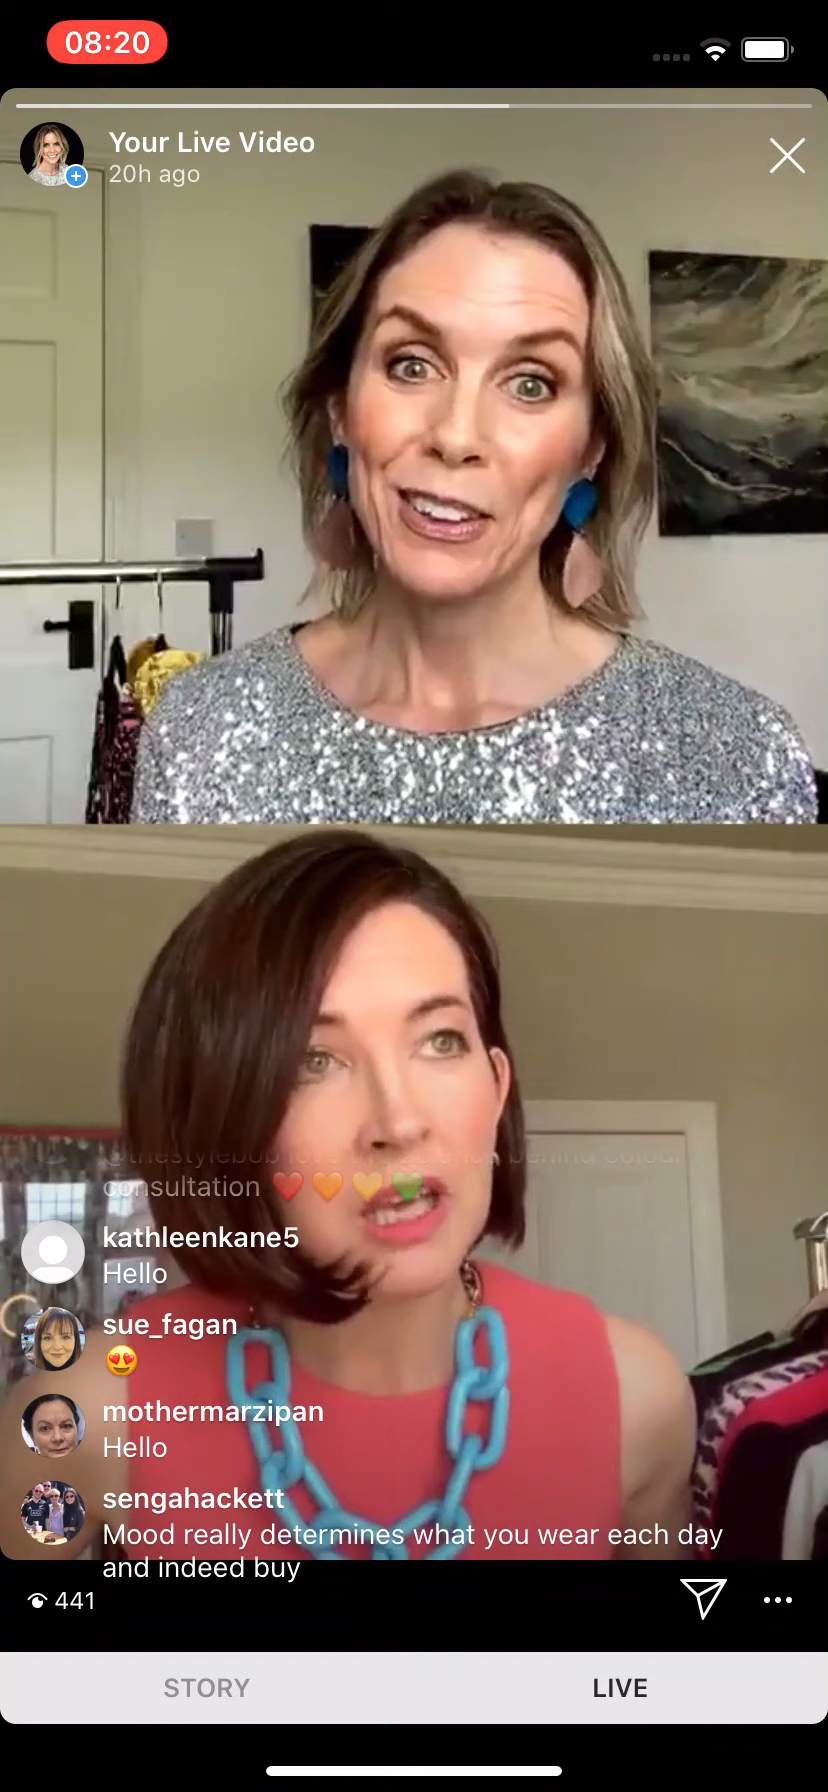 08:20
Your Live Video
20h ago
consultation ❤️🧡💛💚
kathleenkane5
Hello
sue_fagan
😍
mothermarzipan
Hello
sengahackett
Mood really determines what you wear each day
and indeed buy
441
STORY
LIVE